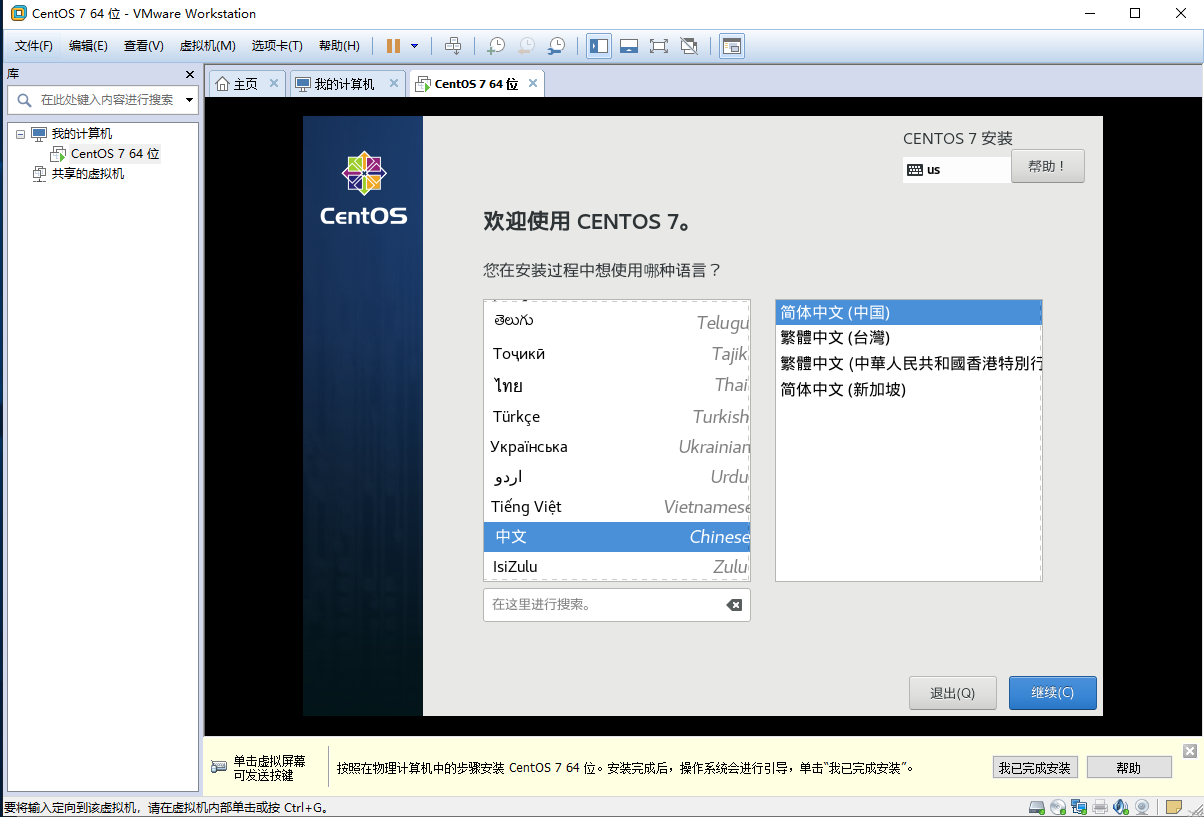 CentOS 7 64 位 - VMware Workstation
文件(F) 编辑(E) 查看(V) 虚拟机(M) 选项卡(T) 帮助(H)
库
在此处键入内容进行搜索
我的计算机
CentOS 7 64 位
共享的虚拟机
主页 我的计算机 CentOS 7 64 位
CentOS
CENTOS 7 安装
us
帮助！
欢迎使用 CENTOS 7。
您在安装过程中想使用哪种语言？
తెలుగు Telugu
Тоҷикӣ Tajik
ไทย Thai
Türkçe Turkish
Українська Ukrainian
اردو Urdu
Tiếng Việt Vietnamese
中文 Chinese
IsiZulu Zulu
在这里进行搜索。
简体中文 (中国)
繁體中文 (台灣)
繁體中文 (中華人民共和國香港特別行
简体中文 (新加坡)
退出(Q) 继续(C)
单击虚拟屏幕
可发送按键
按照在物理计算机中的步骤安装 CentOS 7 64 位。安装完成后，操作系统会进行引导，单击“我已完成安装”。
我已完成安装 帮助
要将输入定向到该虚拟机，请在虚拟机内部单击或按 Ctrl+G。